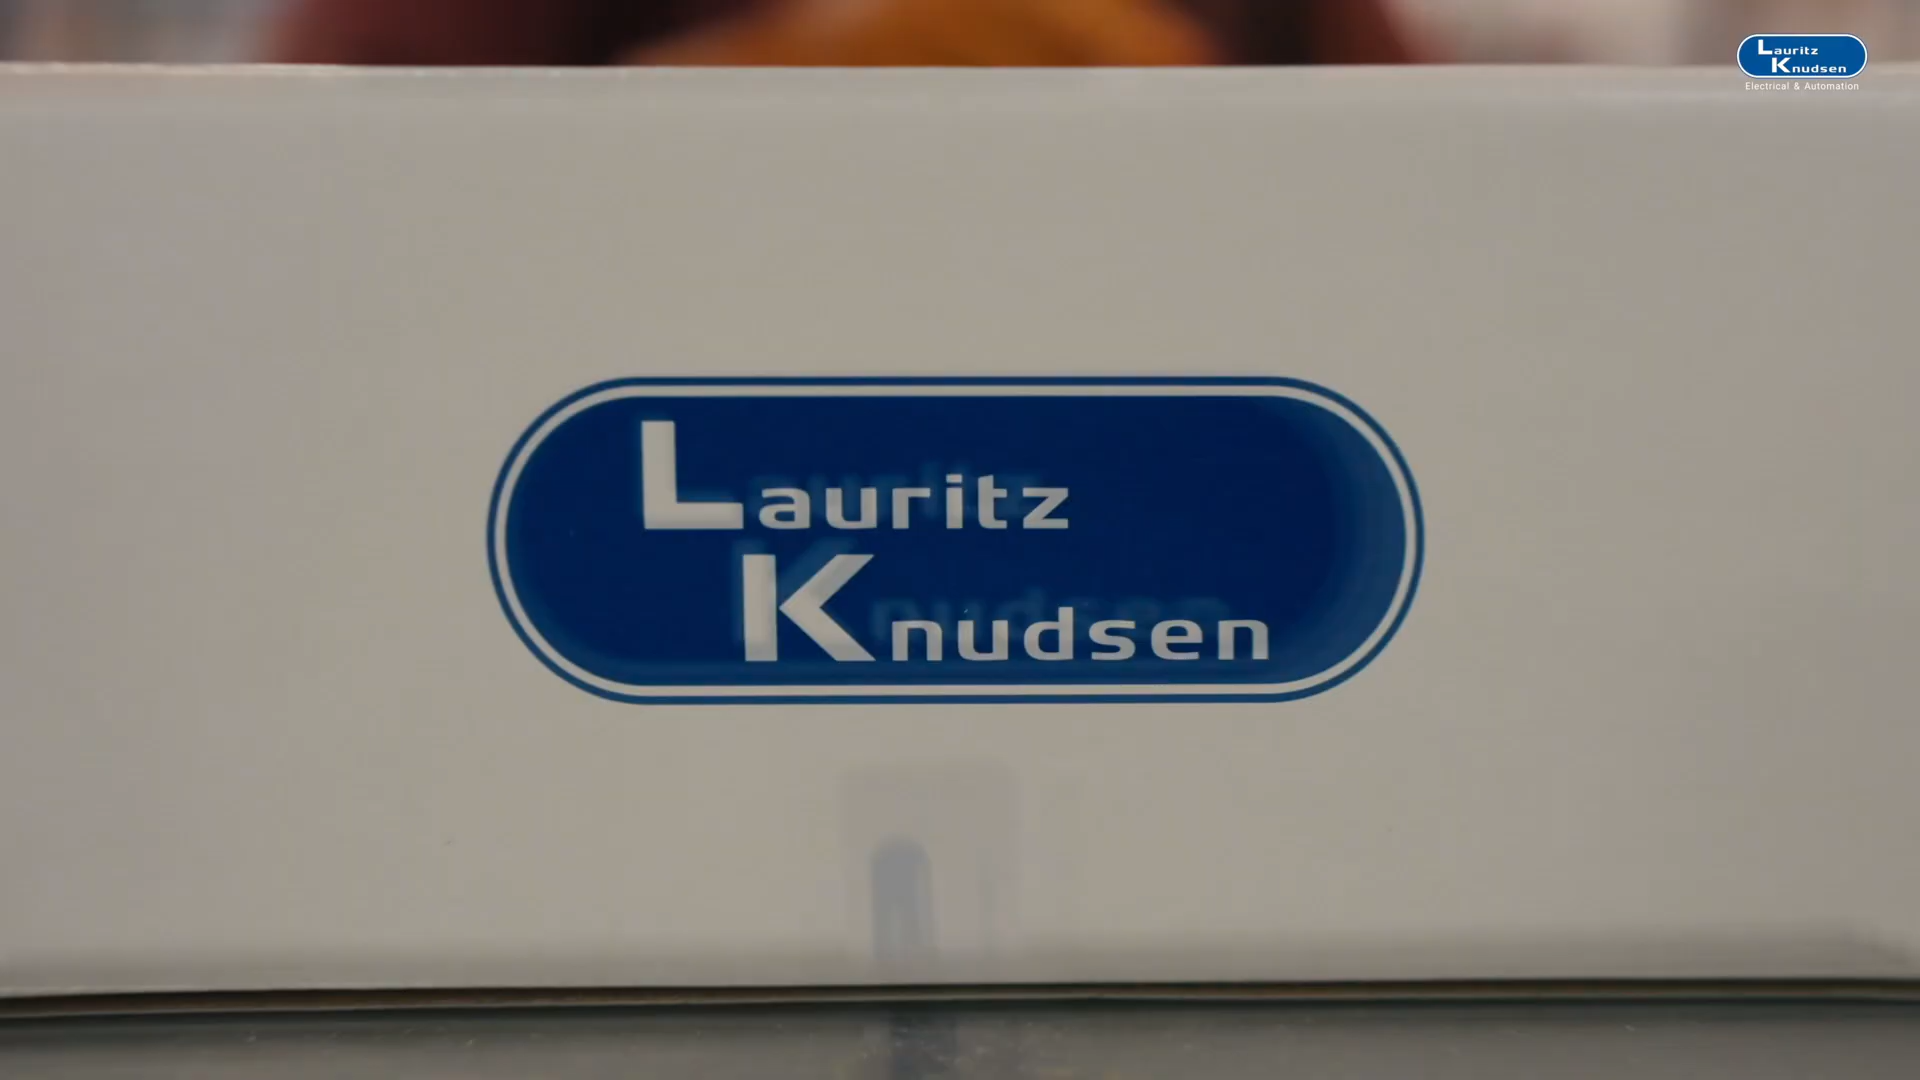 Lauritz
Knudsen
Electrical & Automation
Lauritz
Knudsen